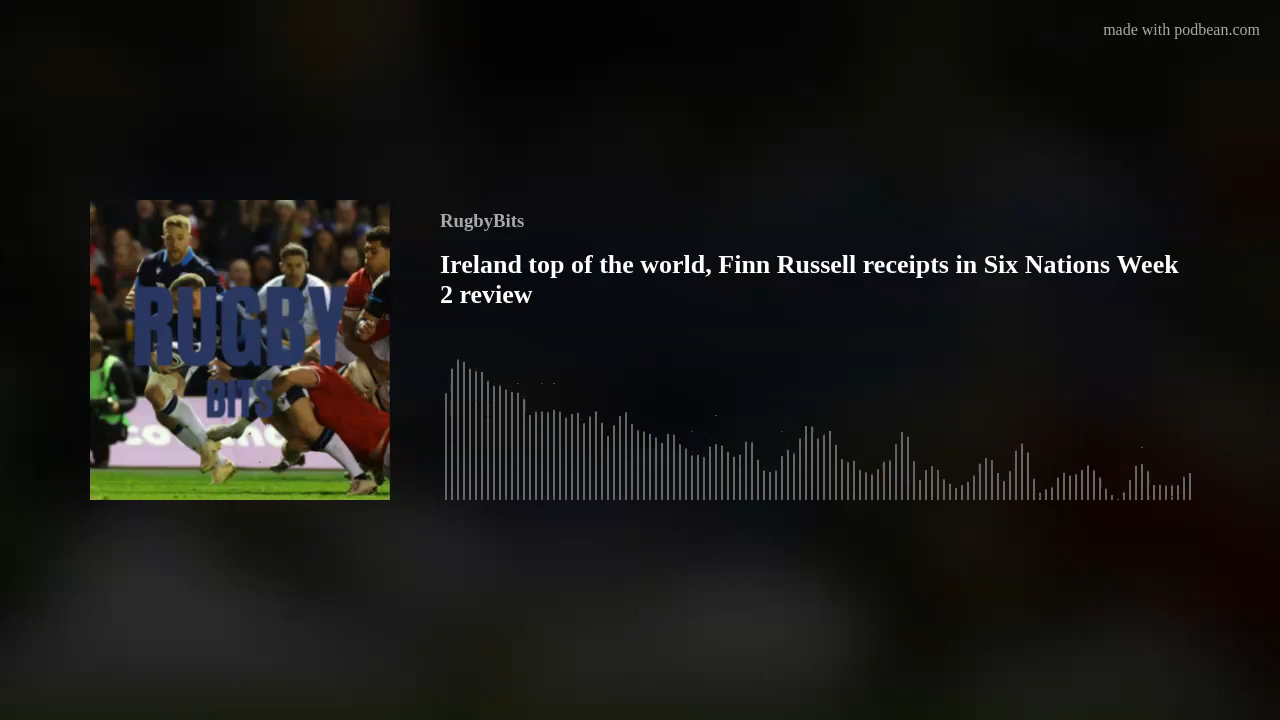 made with podbean.com
RugbyBits
Ireland top of the world, Finn Russell receipts in Six Nations Week
2 review
RUGBY
BITS